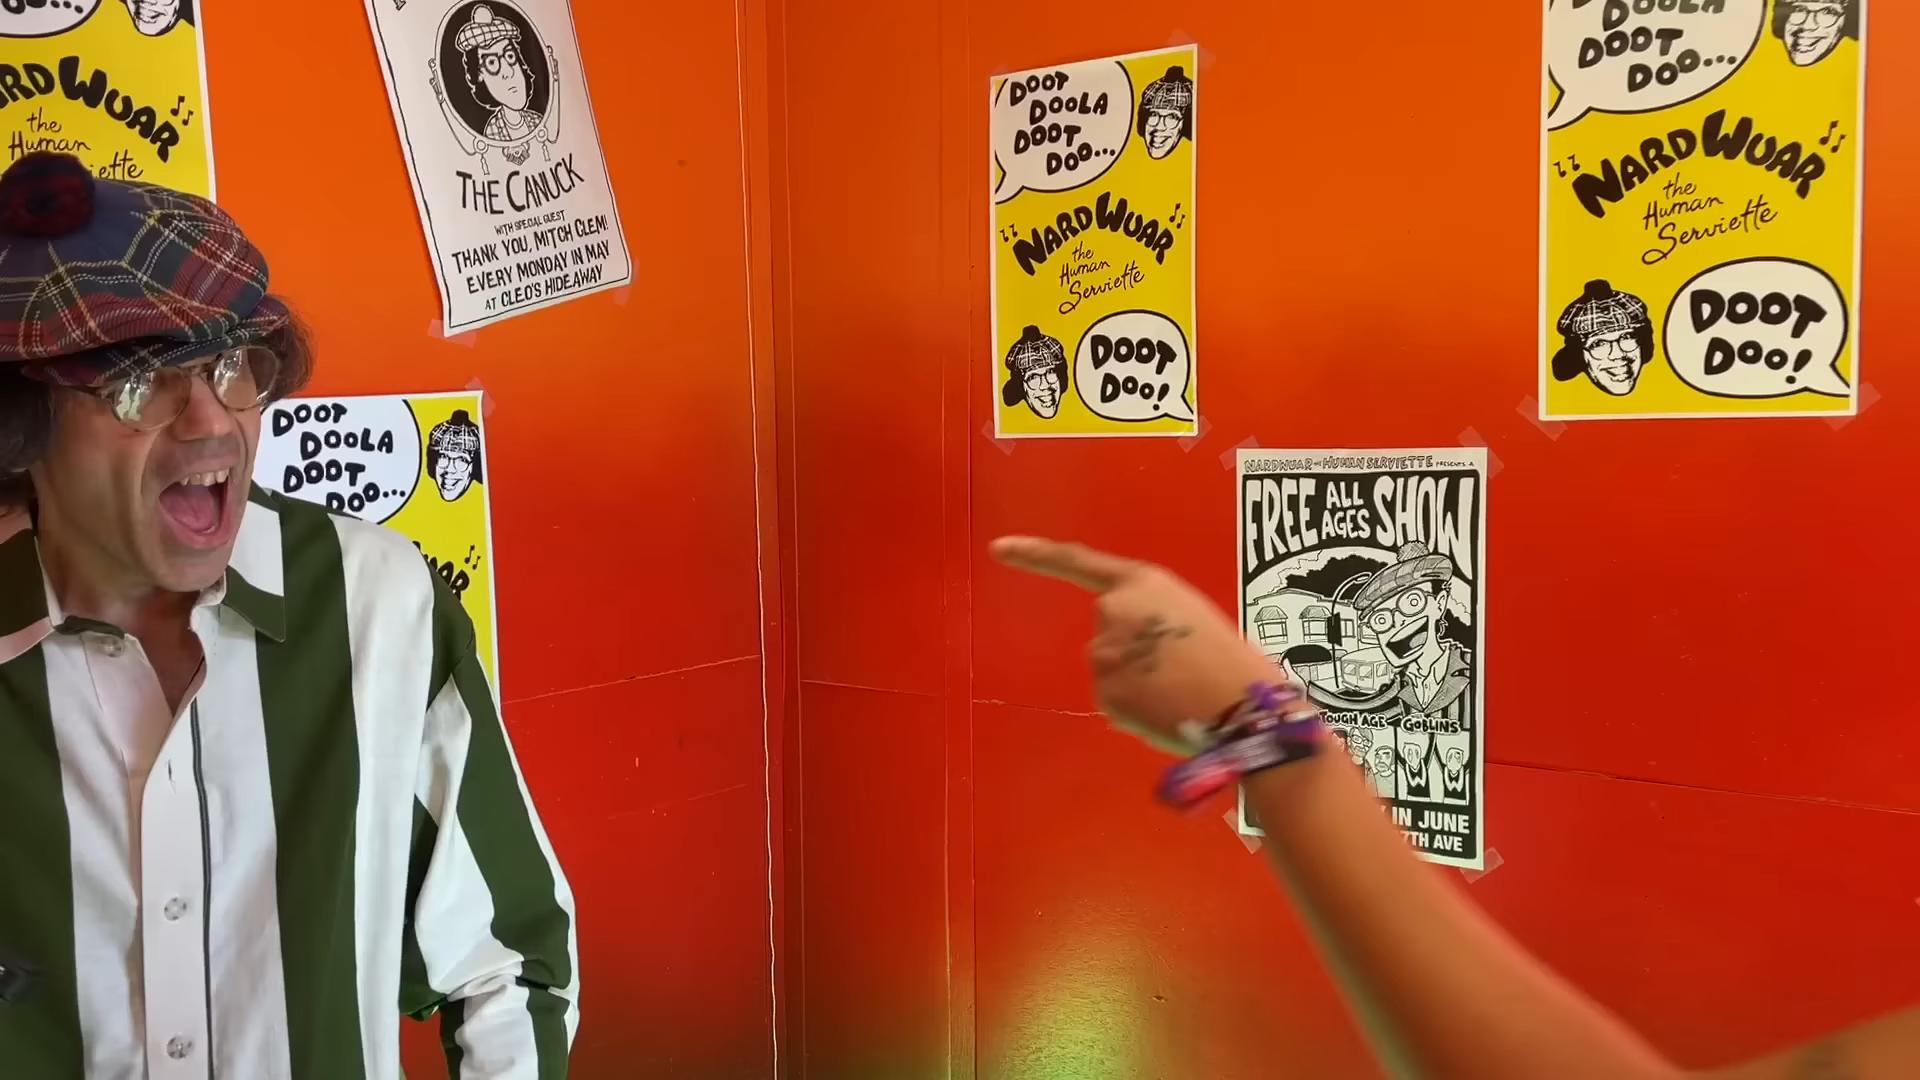 DOO...
NARDWUAR
the
Human
THE CANUCK
WITH SPECIAL GUEST
THANK YOU, MITCH CLEM!
EVERY MONDAY IN MAY
AT CLEO'S HIDEAWAY
DOOT
DOOLA
DOOT
DOO...
DOOT
DOOLA
DOOT
DOO...
NARDWUAR
the
Human
Serviette
DOOT
DOO!
DOOLA
DOOT
DOO...
NARDWUAR
the
Human
Serviette
DOOT
DOO!
NARDWUAR THE HUMAN SERVIETTE PRESENTS A
FREE ALL AGES SHOW
TOUGH AGE GOBLINS
IN JUNE
7TH AVE